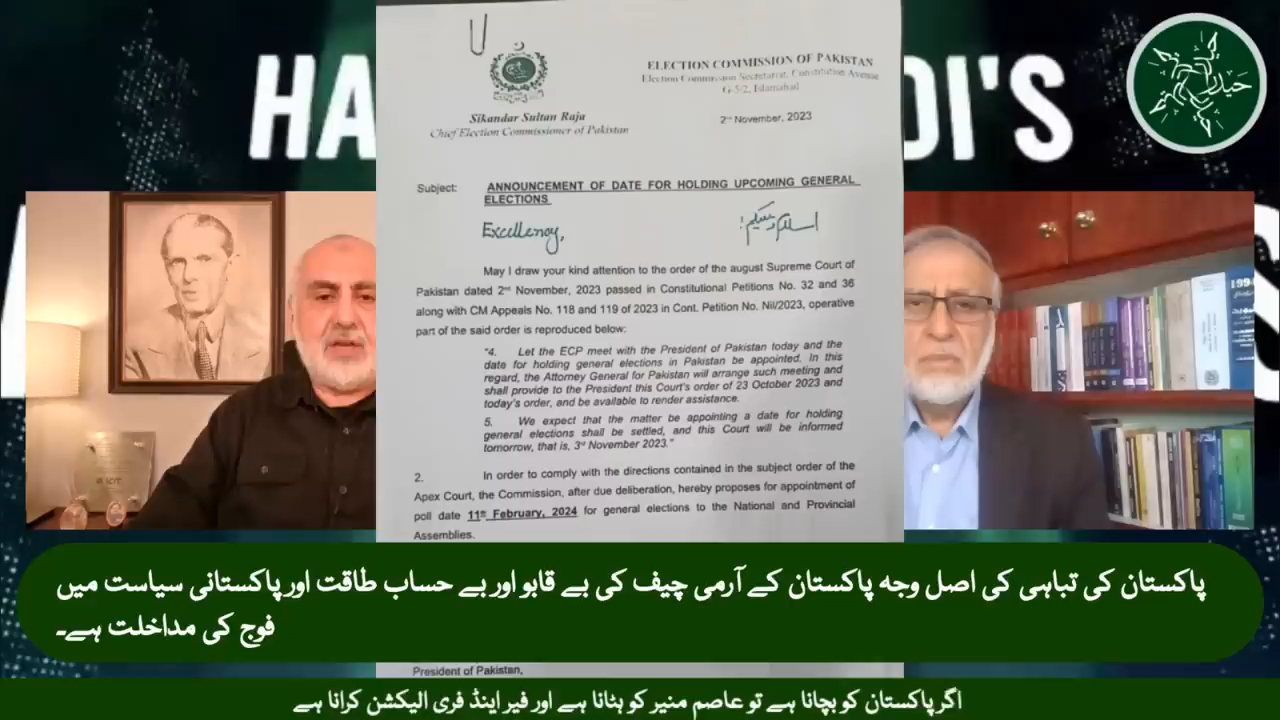 HA
DI'S
ELECTION COMMISSION OF PAKISTAN
Election Commission Secretariat, Constitution Avenue
G-5/2, Islamabad
Sikandar Sultan Raja
Chief Election Commissioner of Pakistan
2nd November, 2023
Subject: ANNOUNCEMENT OF DATE FOR HOLDING UPCOMING GENERAL
ELECTIONS
Excellency,
May I draw your kind attention to the order of the august Supreme Court of
Pakistan dated 2nd November, 2023 passed in Constitutional Petitions No. 32 and 36
along with CM Appeals No. 118 and 119 of 2023 in Cont. Petition No. Nil/2023, operative
part of the said order is reproduced below:
"4. Let the ECP meet with the President of Pakistan today and the
date for holding general elections in Pakistan be appointed. In this
regard, the Attorney General for Pakistan will arrange such meeting and
shall provide to the President this Court's order of 23 October 2023 and
today's order, and be available to render assistance.
5. We expect that the matter be appointing a date for holding
general elections shall be settled, and this Court will be informed
tomorrow, that is, 3rd November 2023."
2. In order to comply with the directions contained in the subject order of the
Apex Court, the Commission, after due deliberation, hereby proposes for appointment of
poll date 11th February, 2024 for general elections to the National and Provincial
Assemblies.
پاکستان کی تباہی کی اصل وجہ پاکستان کے آرمی چیف کی بے قابو اور بے حساب طاقت اور پاکستانی سیاست میں
فوج کی مداخلت ہے۔
President of Pakistan,
اگر پاکستان کو بچانا ہے تو عاصم منیر کو ہٹانا ہے اور فیر اینڈ فری الیکشن کرانا ہے